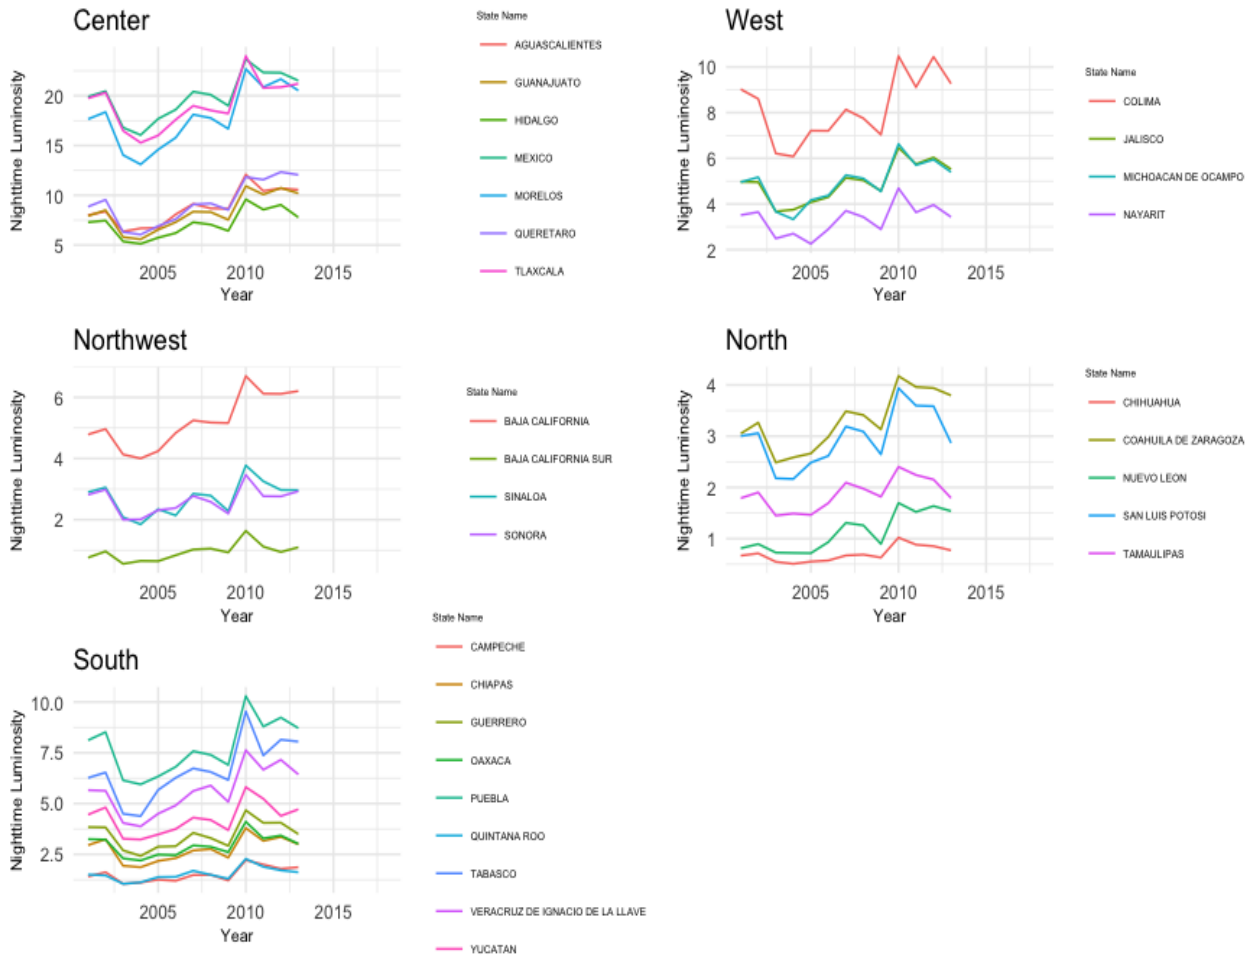 Center
Nighttime Luminosity
20
15
10
5
2005 2010 2015
Year
State Name
AGUASCALIENTES
GUANAJUATO
HIDALGO
MEXICO
MORELOS
QUERETARO
TLAXCALA
West
Nighttime Luminosity
10
8
6
4
2
2005 2010 2015
Year
State Name
COLIMA
JALISCO
MICHOACAN DE OCAMPO
NAYARIT
Northwest
Nighttime Luminosity
6
4
2
2005 2010 2015
Year
State Name
BAJA CALIFORNIA
BAJA CALIFORNIA SUR
SINALOA
SONORA
North
Nighttime Luminosity
4
3
2
1
2005 2010 2015
Year
State Name
CHIHUAHUA
COAHUILA DE ZARAGOZA
NUEVO LEON
SAN LUIS POTOSI
TAMAULIPAS
South
Nighttime Luminosity
10.0
7.5
5.0
2.5
2005 2010 2015
Year
State Name
CAMPECHE
CHIAPAS
GUERRERO
OAXACA
PUEBLA
QUINTANA ROO
TABASCO
VERACRUZ DE IGNACIO DE LA LLAVE
YUCATAN